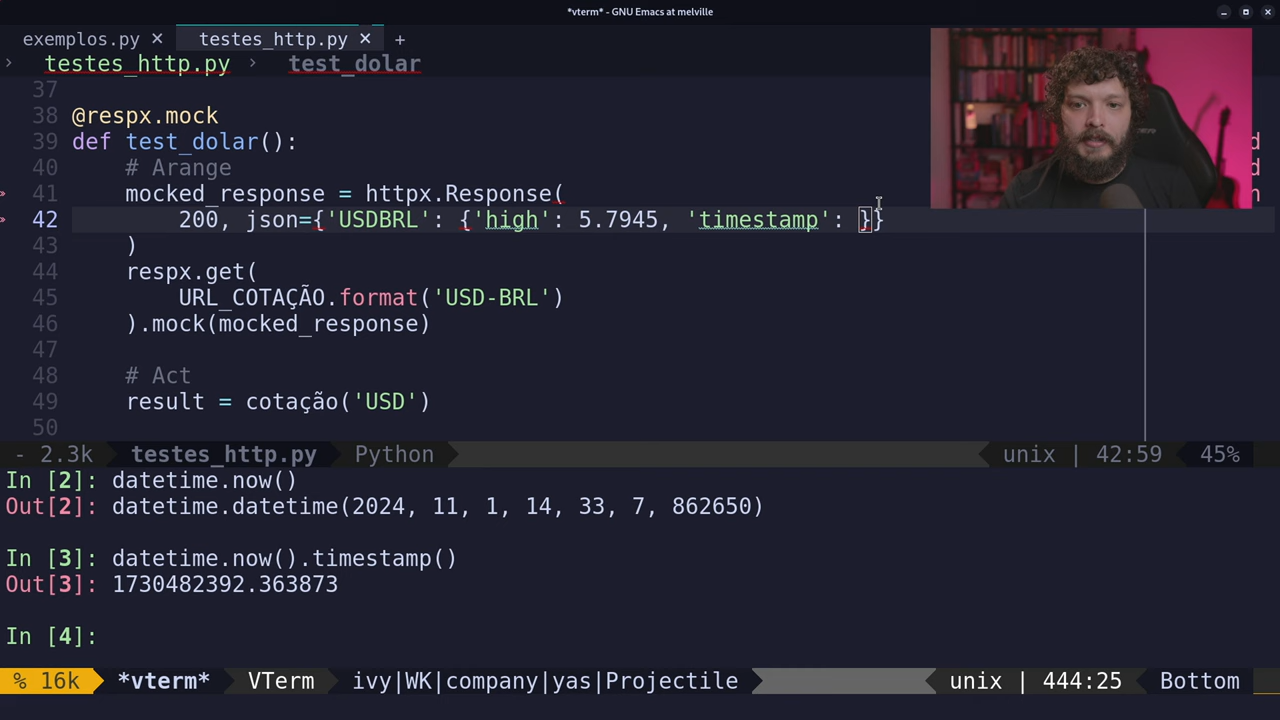 *vterm* - GNU Emacs at melville
exemplos.py × testes_http.py × +
› testes_http.py › test_dolar
37
38 @respx.mock
39 def test_dolar():
40 # Arange
41 mocked_response = httpx.Response(
42 200, json={'USDBRL': {'high': 5.7945, 'timestamp': }}
43 )
44 respx.get(
45 URL_COTAÇÃO.format('USD-BRL')
46 ).mock(mocked_response)
47
48 # Act
49 result = cotação('USD')
50
- 2.3k testes_http.py Python unix | 42:59 45%
In [2]: datetime.now()
Out[2]: datetime.datetime(2024, 11, 1, 14, 33, 7, 862650)
In [3]: datetime.now().timestamp()
Out[3]: 1730482392.363873
In [4]:
% 16k *vterm* VTerm ivy|WK|company|yas|Projectile unix | 444:25 Bottom